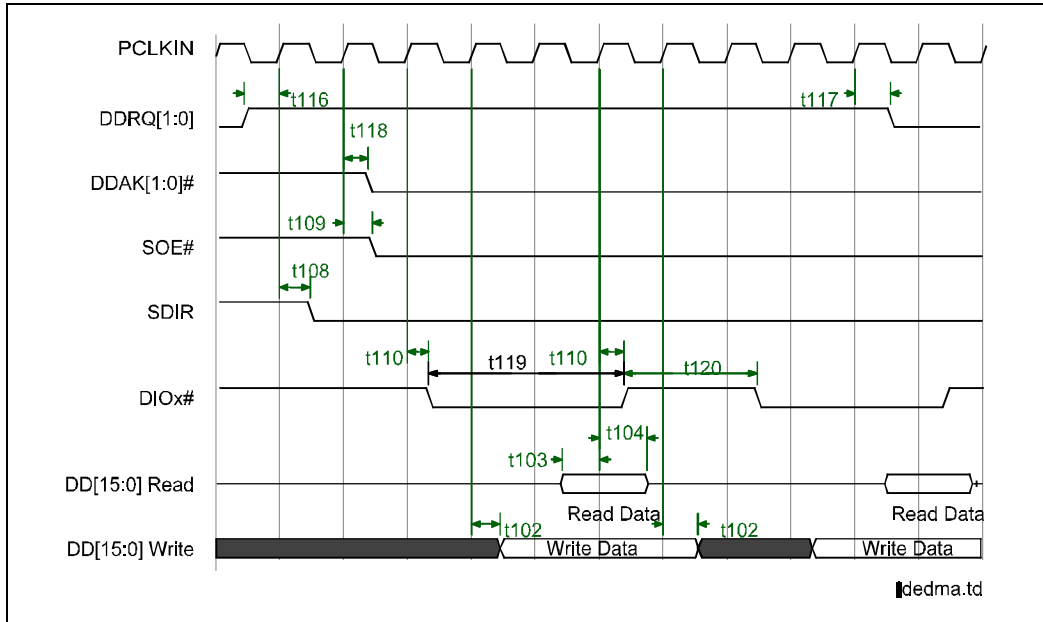 PCLKIN
t116
t117
DDRQ[1:0]
t118
DDAK[1:0]#
t109
SOE#
t108
SDIR
t110
t119
t110
t120
DIOx#
t104
t103
DD[15:0] Read
Read Data
Read Data
t102
t102
DD[15:0] Write
Write Data
Write Data
dedma.td